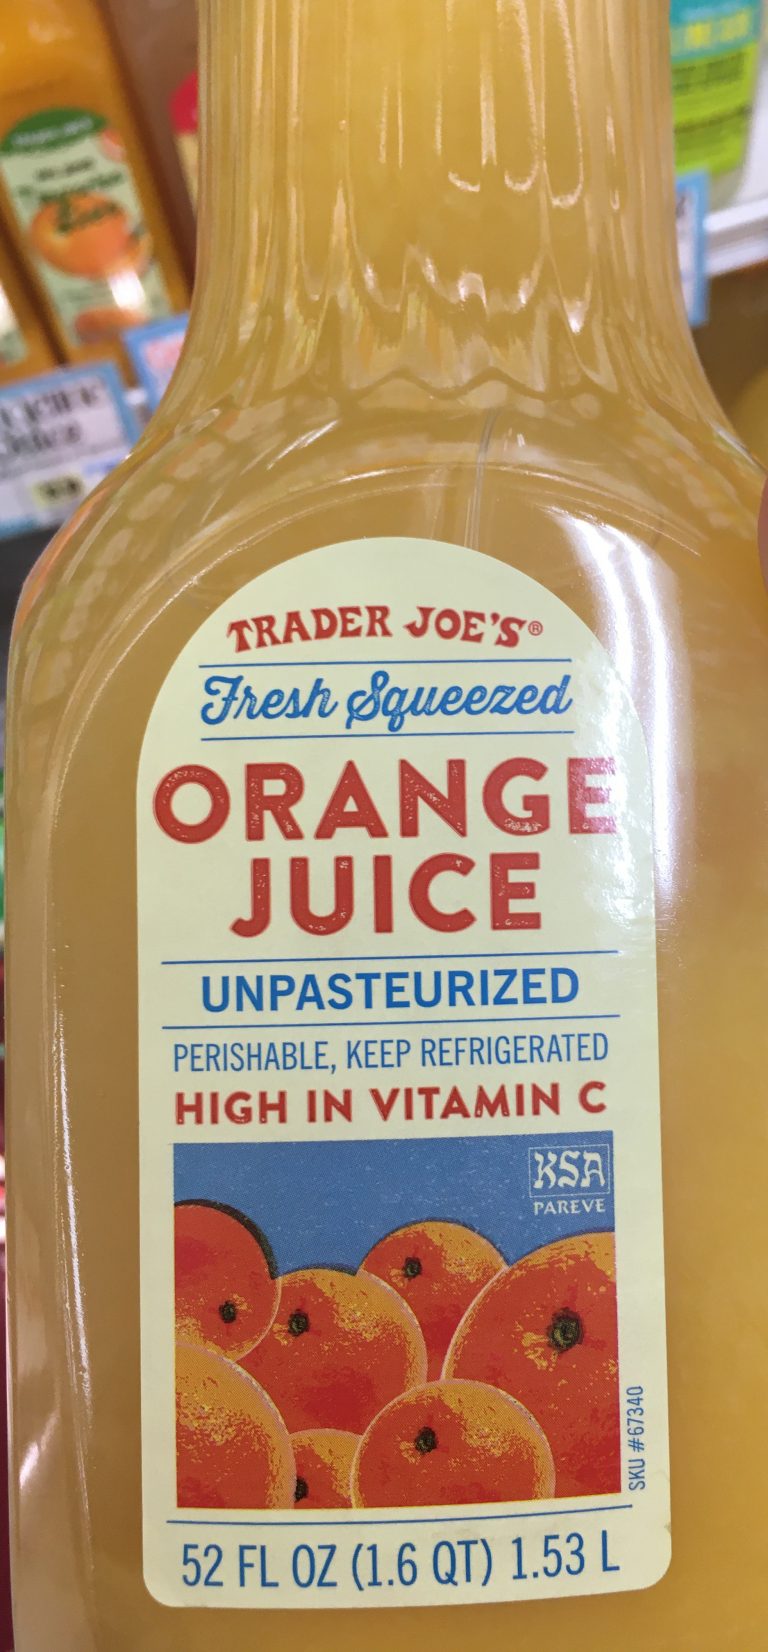 TRADER JOE'S®
Fresh Squeezed
ORANGE
JUICE
UNPASTEURIZED
PERISHABLE, KEEP REFRIGERATED
HIGH IN VITAMIN C
KSA
PAREVE
SKU #67340
52 FL OZ (1.6 QT) 1.53 L